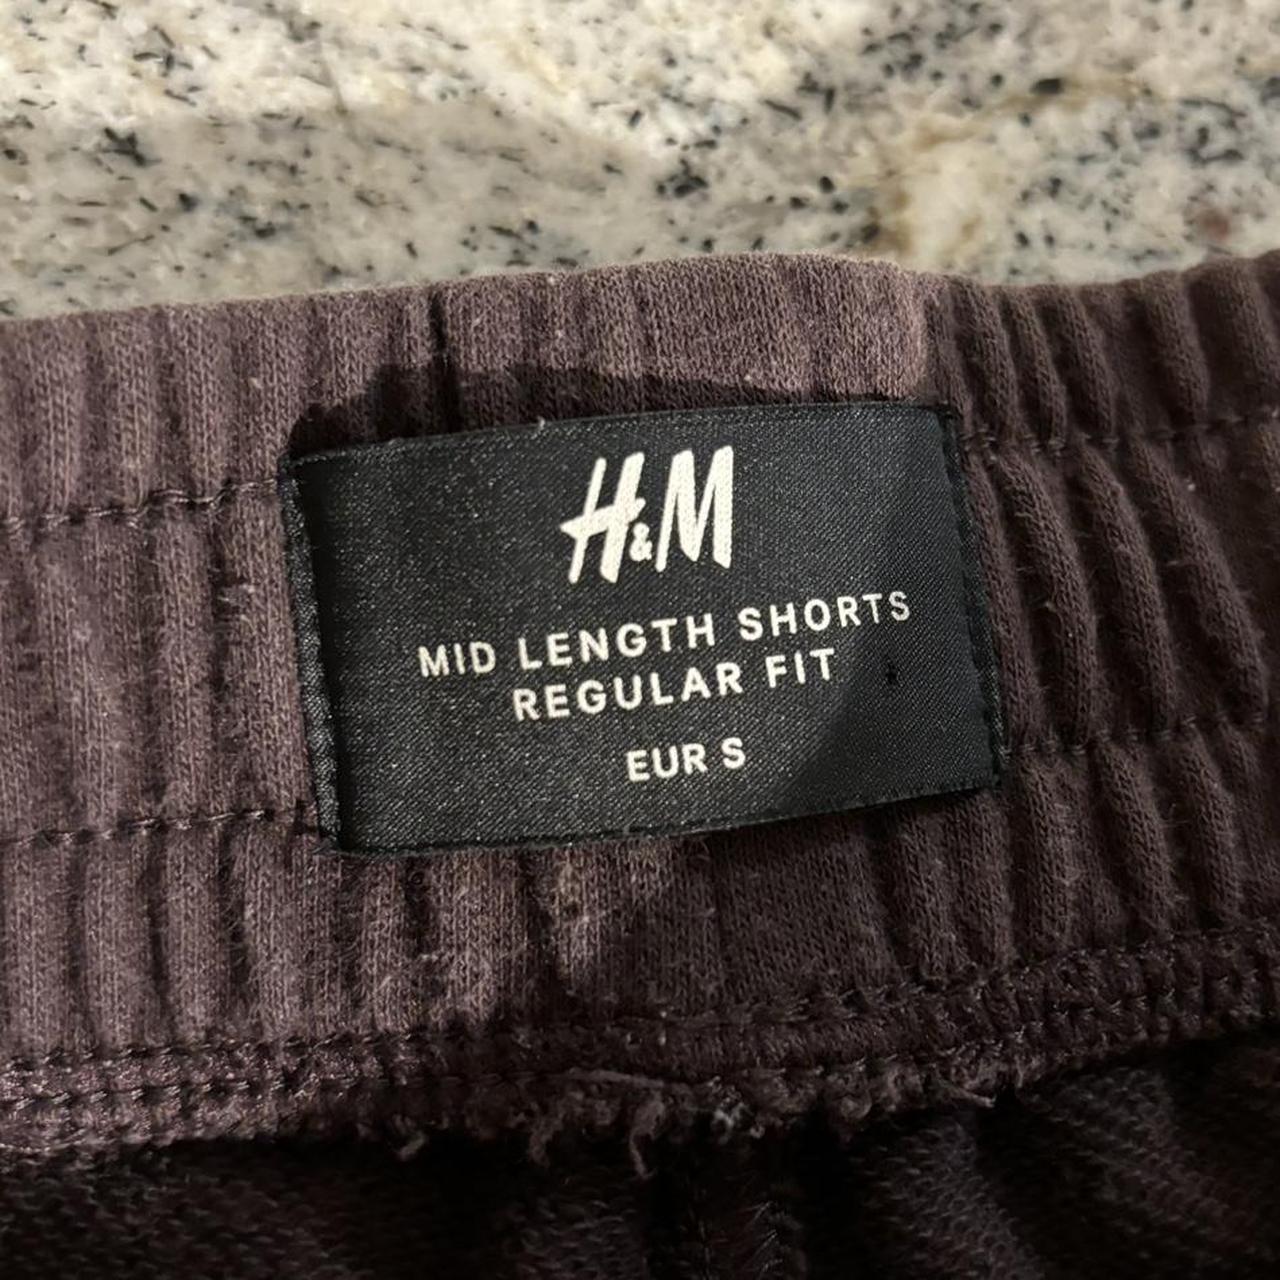 H&M
MID LENGTH SHORTS
REGULAR FIT
EUR S